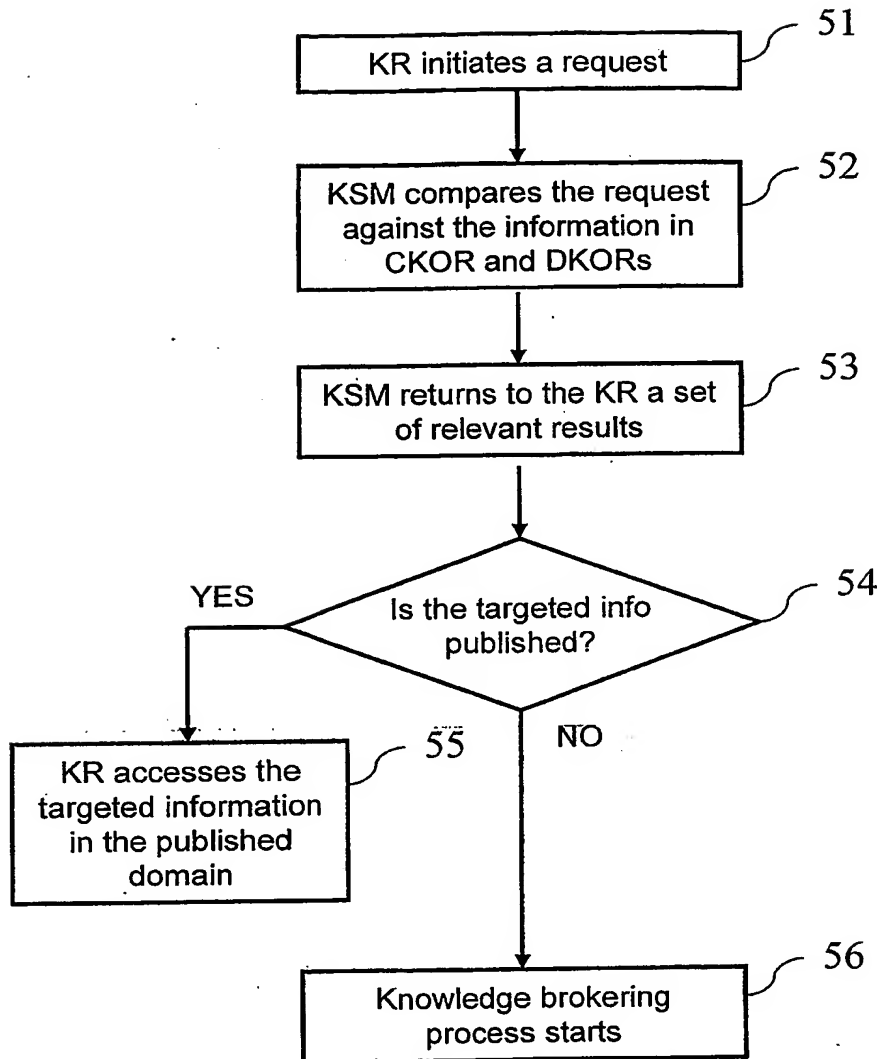 51
KR initiates a request
52
KSM compares the request
against the information in
CKOR and DKORs
53
KSM returns to the KR a set
of relevant results
54
YES
Is the targeted info
published?
55
NO
KR accesses the
targeted information
in the published
domain
56
Knowledge brokering
process starts